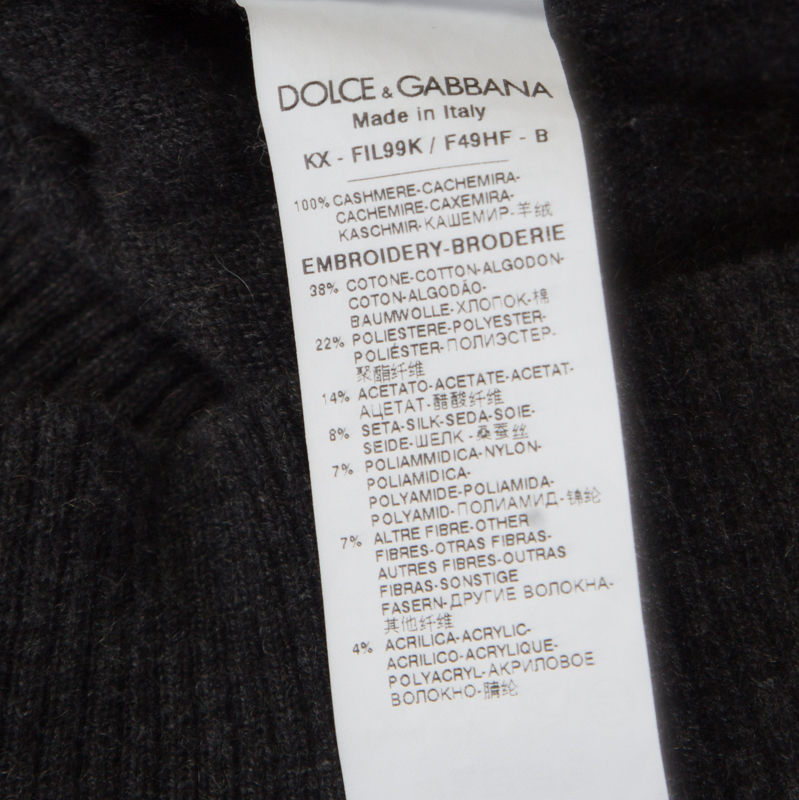 DOLCE & GABBANA
Made in Italy
KX - FIL99K / F49HF - B
100% CASHMERE-CACHEMIRA-
CACHEMIRE-CAXEMIRA-
KASCHMIR-КАШЕМИР-羊绒
EMBROIDERY-BRODERIE
38% COTONE-COTTON-ALGODON-
COTON-ALGODÃO-
BAUMWOLLE-ХЛОПОК-棉
22% POLIESTERE-POLYESTER-
POLIÉSTER-ПОЛИЭСТЕР-
聚酯纤维
14% ACETATO-ACETATE-ACETAT-
АЦЕТАТ-醋酸纤维
8% SETA-SILK-SEDA-SOIE-
SEIDE-ШЕЛК-桑蚕丝
7% POLIAMMIDICA-NYLON-
POLIAMIDICA-
POLYAMIDE-POLIAMIDA-
POLYAMID-ПОЛИАМИД-锦纶
7% ALTRE FIBRE-OTHER
FIBRES-OTRAS FIBRAS-
AUTRES FIBRES-OUTRAS
FIBRAS-SONSTIGE
FASERN-ДРУГИЕ ВОЛОКНА-
其他纤维
4% ACRILICA-ACRYLIC-
ACRILICO-ACRYLIQUE-
POLYACRYL-АКРИЛОВОЕ
ВОЛОКНО-腈纶